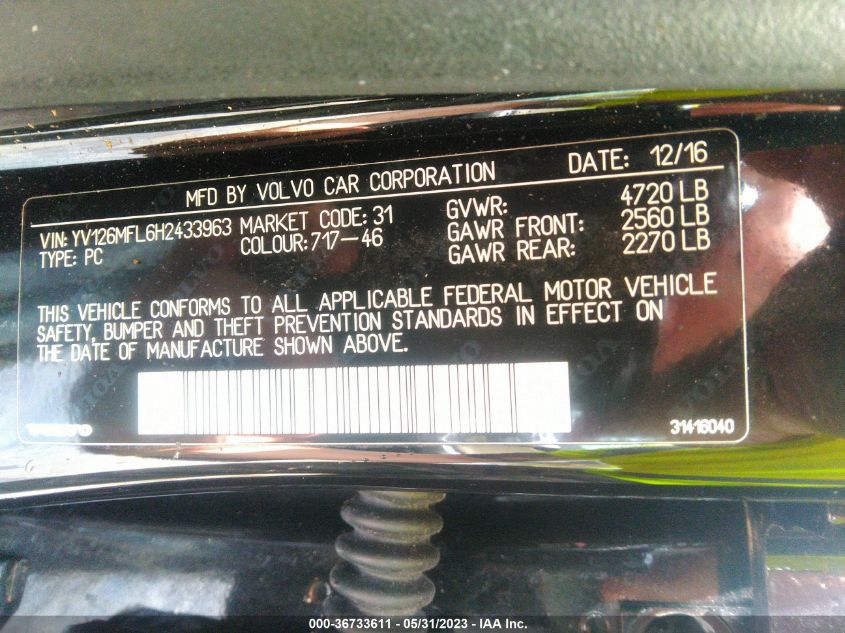 MFD BY VOLVO CAR CORPORATION DATE: 12/16
VIN: YV126MFL6H2433963 MARKET CODE: 31 GVWR: 4720 LB
TYPE: PC COLOUR: 717-46 GAWR FRONT: 2560 LB
GAWR REAR: 2270 LB
THIS VEHICLE CONFORMS TO ALL APPLICABLE FEDERAL MOTOR VEHICLE
SAFETY, BUMPER AND THEFT PREVENTION STANDARDS IN EFFECT ON
THE DATE OF MANUFACTURE SHOWN ABOVE.
VOLVO 31416040
000-36733611 - 05/31/2023 - IAA Inc.